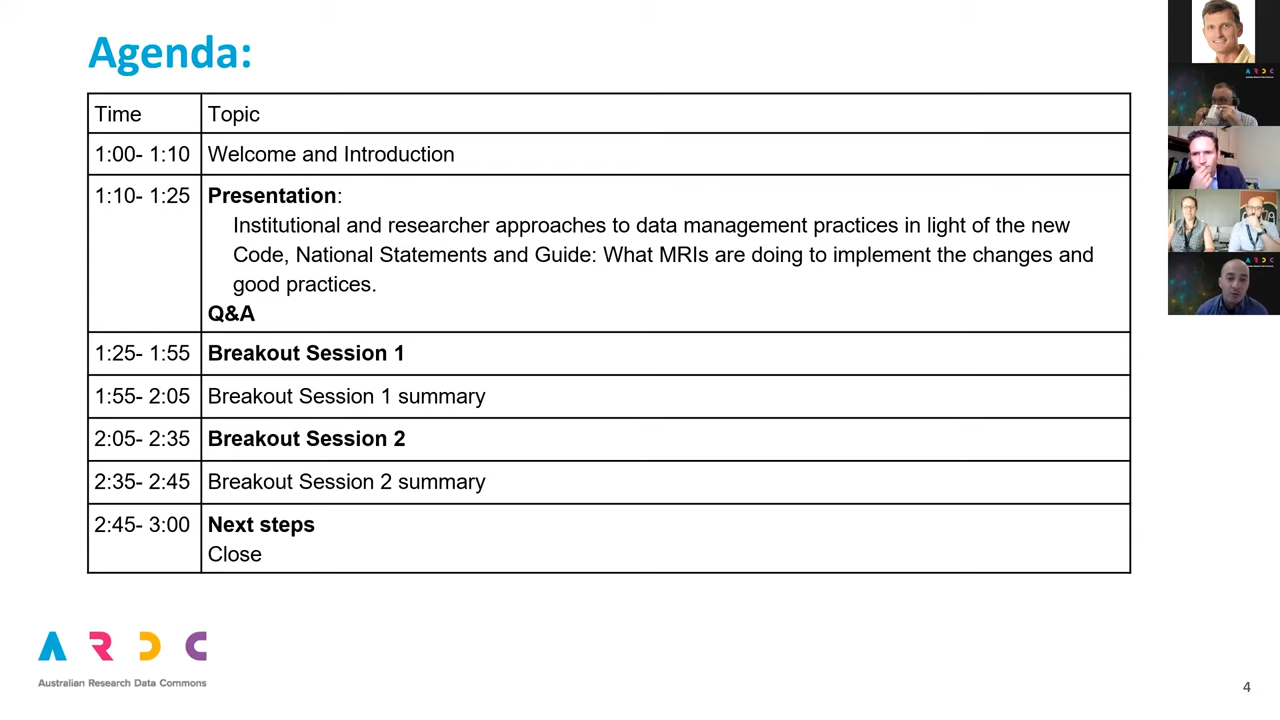 Agenda:
Time Topic
1:00- 1:10 Welcome and Introduction
1:10- 1:25 Presentation:
Institutional and researcher approaches to data management practices in light of the new
Code, National Statements and Guide: What MRIs are doing to implement the changes and
good practices.
Q&A
1:25- 1:55 Breakout Session 1
1:55- 2:05 Breakout Session 1 summary
2:05- 2:35 Breakout Session 2
2:35- 2:45 Breakout Session 2 summary
2:45- 3:00 Next steps
Close
A R D C
Australian Research Data Commons
4
A R D C
A R D C